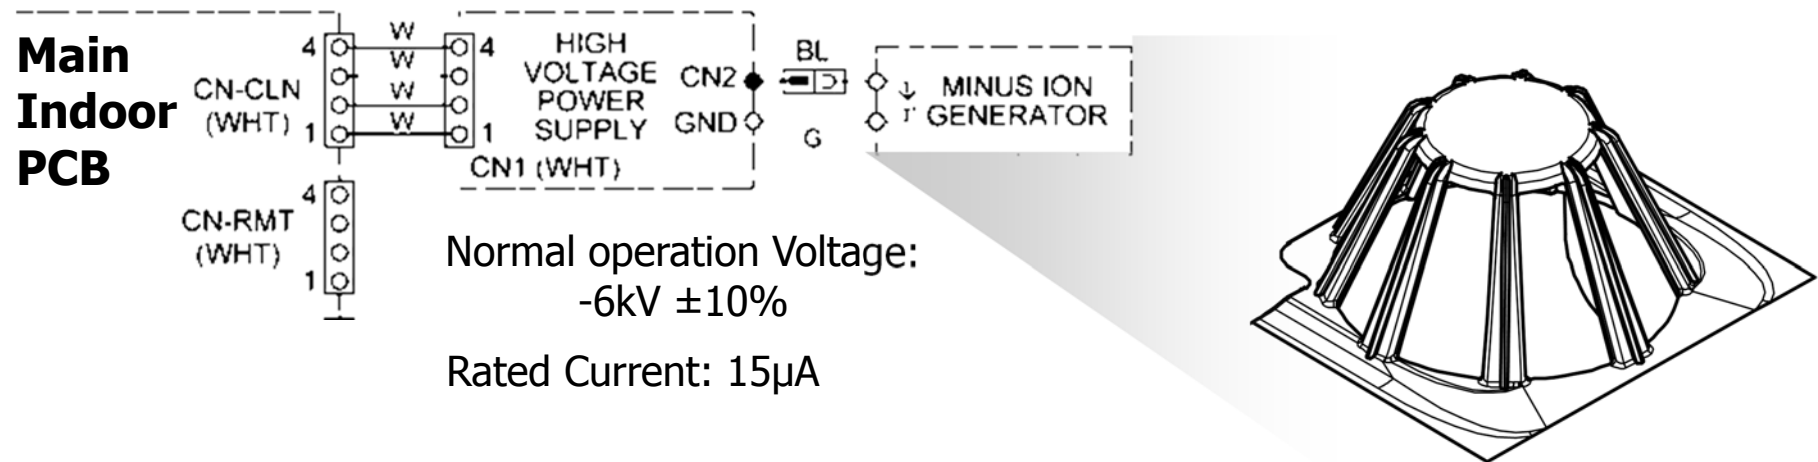 Main
Indoor
PCB
CN-CLN
(WHT)
4
1
W
W
W
W
4
1
HIGH
VOLTAGE
POWER
SUPPLY
CN1 (WHT)
CN2
GND
BL
G
MINUS ION
GENERATOR
CN-RMT
(WHT)
4
1
Normal operation Voltage:
-6kV ±10%
Rated Current: 15µA